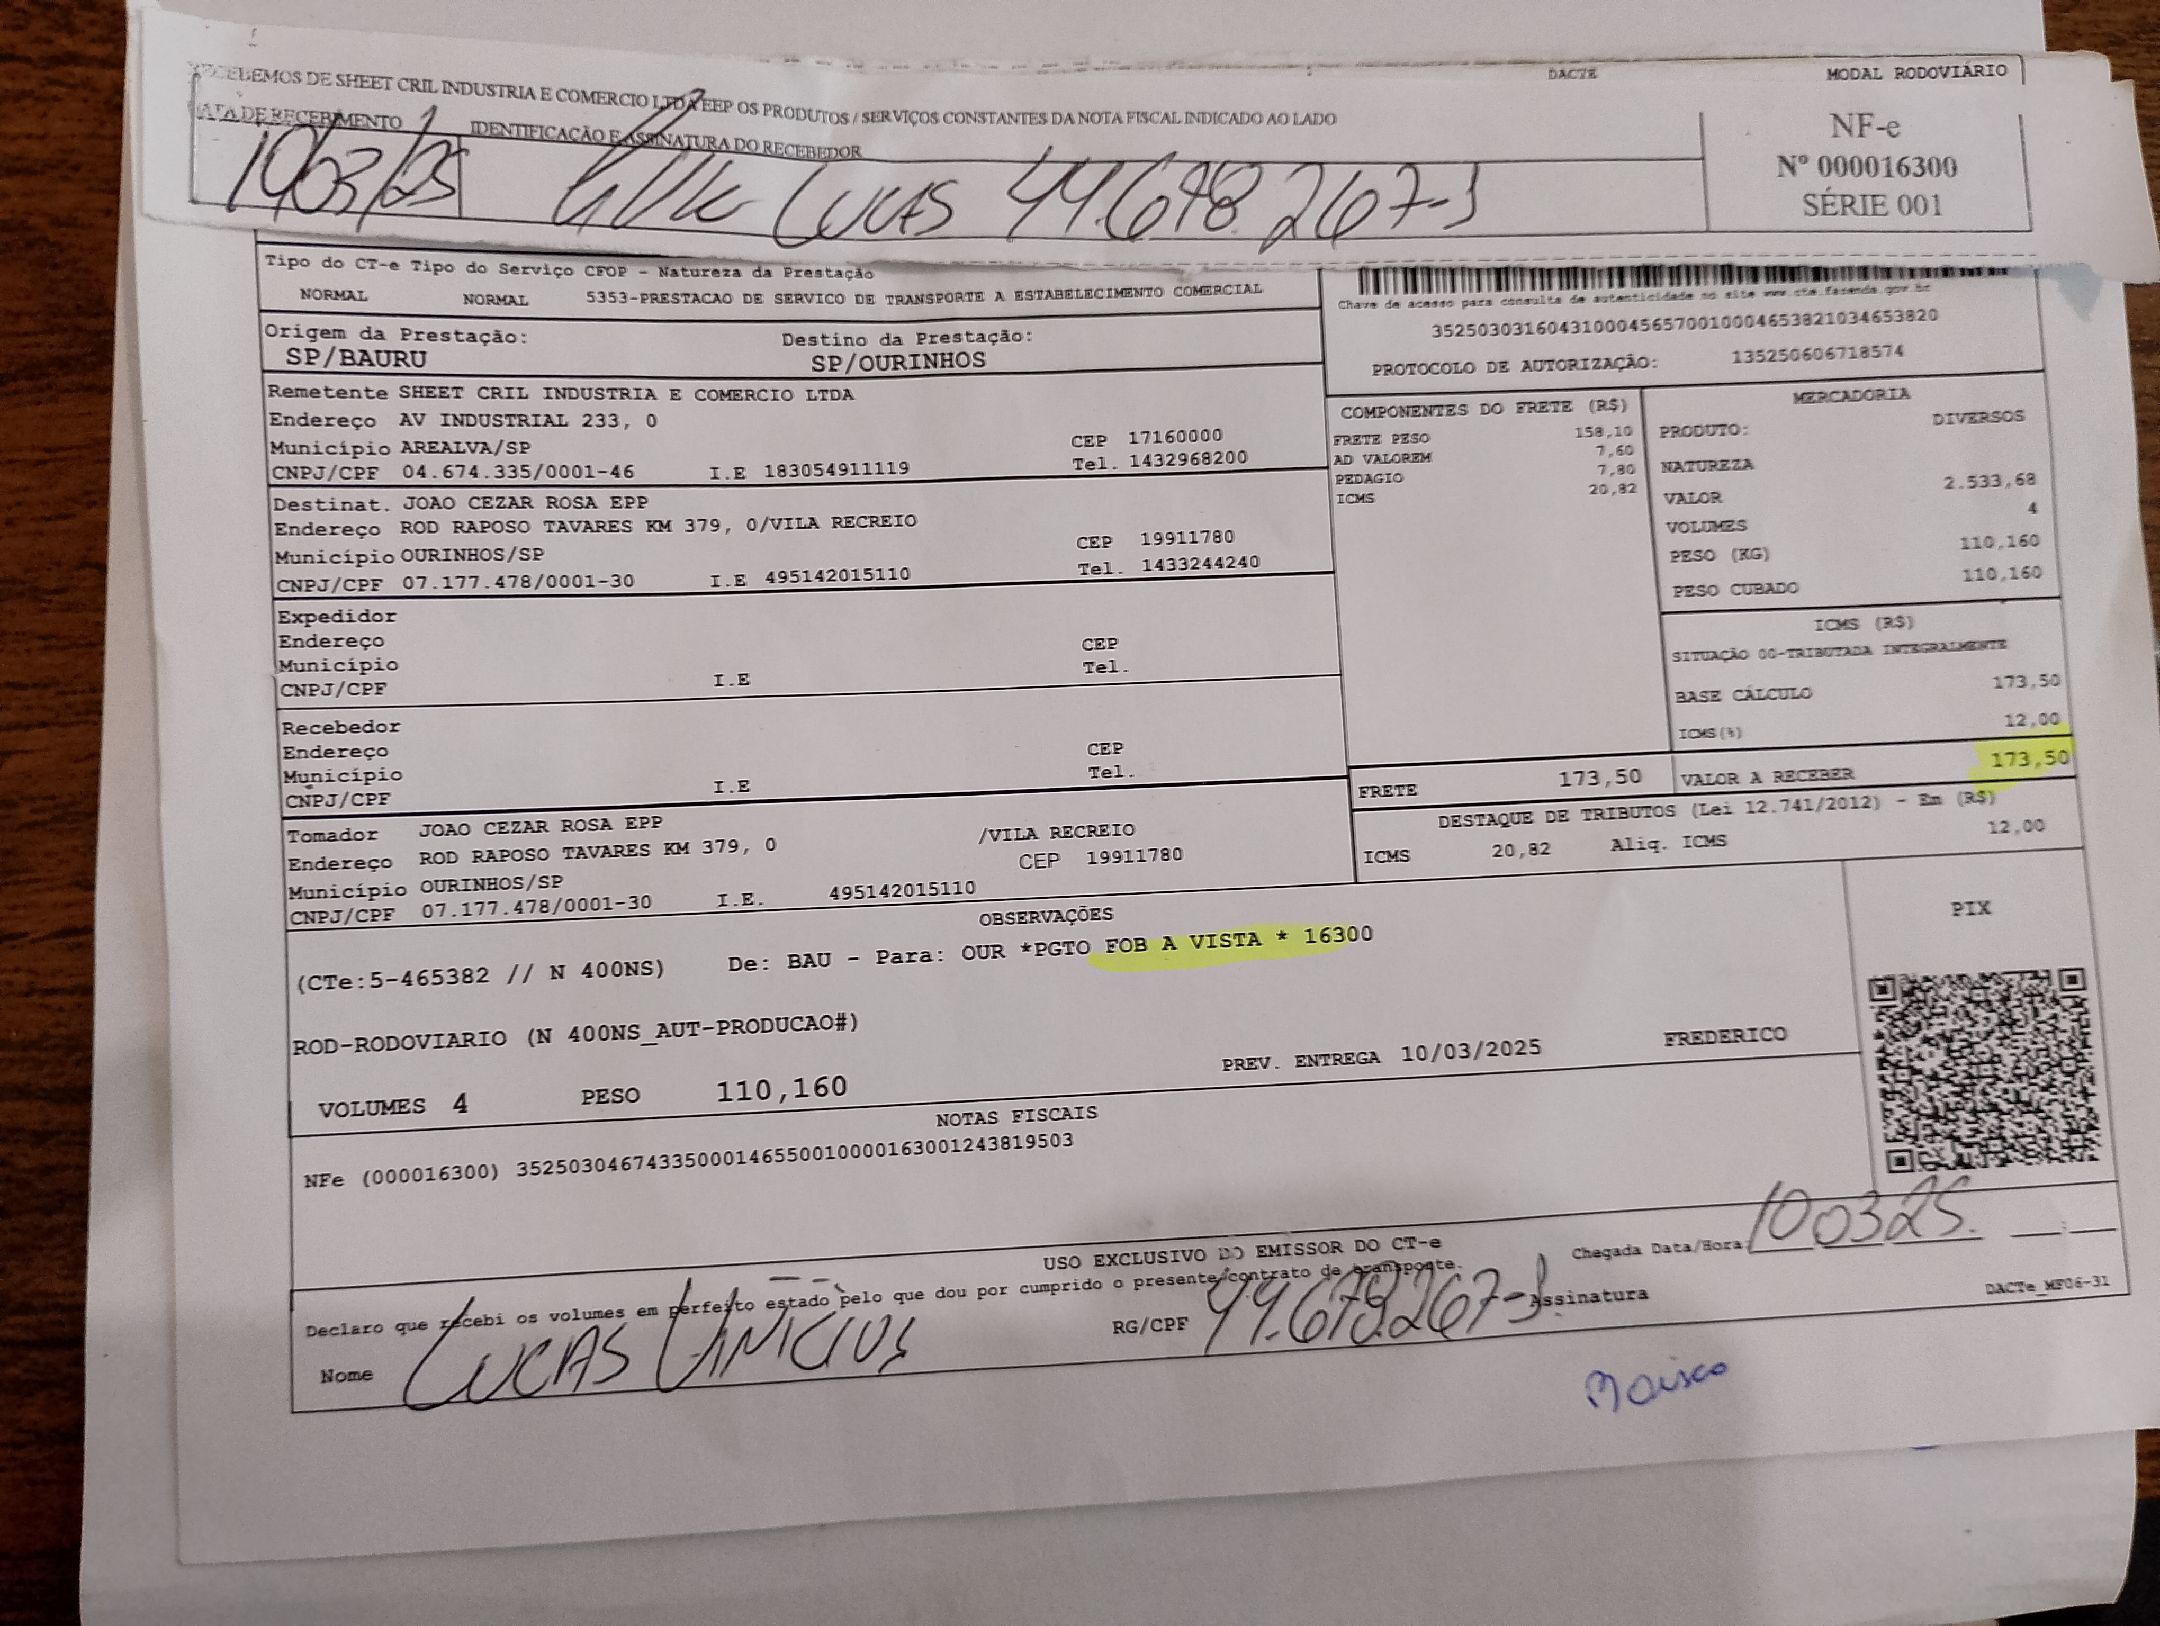 RECEBEMOS DE SHEET CRIL INDUSTRIA E COMERCIO LTDA EEP OS PRODUTOS / SERVIÇOS CONSTANTES DA NOTA FISCAL INDICADO AO LADO
DACTE MODAL RODOVIÁRIO
DATA DE RECEBIMENTO IDENTIFICAÇÃO E ASSINATURA DO RECEBEDOR
10/03/25 Lucas 44.678267-3
NF-e
Nº 000016300
SÉRIE 001
Tipo do CT-e Tipo do Serviço CFOP - Natureza da Prestação
NORMAL NORMAL 5353-PRESTACAO DE SERVICO DE TRANSPORTE A ESTABELECIMENTO COMERCIAL
Chave de acesso para consulta de autenticidade no site www.cte.fazenda.gov.br
35250303160431000456570010004653821034653820
PROTOCOLO DE AUTORIZAÇÃO: 135250606718574
Origem da Prestação: Destino da Prestação:
SP/BAURU SP/OURINHOS
Remetente SHEET CRIL INDUSTRIA E COMERCIO LTDA
Endereço AV INDUSTRIAL 233, 0
Município AREALVA/SP CEP 17160000
CNPJ/CPF 04.674.335/0001-46 I.E 183054911119 Tel. 1432968200
Destinat. JOAO CEZAR ROSA EPP
Endereço ROD RAPOSO TAVARES KM 379, 0/VILA RECREIO
Município OURINHOS/SP CEP 19911780
CNPJ/CPF 07.177.478/0001-30 I.E 495142015110 Tel. 1433244240
Expedidor
Endereço
Município CEP
CNPJ/CPF I.E Tel.
Recebedor
Endereço
Município CEP
CNPJ/CPF I.E Tel.
Tomador JOAO CEZAR ROSA EPP
Endereço ROD RAPOSO TAVARES KM 379, 0 /VILA RECREIO
Município OURINHOS/SP CEP 19911780
CNPJ/CPF 07.177.478/0001-30 I.E. 495142015110
COMPONENTES DO FRETE (R$)
FRETE PESO 158,10
AD VALOREM 7,60
PEDAGIO 7,80
ICMS 20,82
MERCADORIA
PRODUTO: DIVERSOS
NATUREZA
VALOR 2.533,68
VOLUMES 4
PESO (KG) 110,160
PESO CUBADO 110,160
ICMS (R$)
SITUAÇÃO 00-TRIBUTADA INTEGRALMENTE
BASE CÁLCULO 173,50
ICMS(%) 12,00
FRETE 173,50 VALOR A RECEBER 173,50
DESTAQUE DE TRIBUTOS (Lei 12.741/2012) - Em (R$)
ICMS 20,82 Aliq. ICMS 12,00
OBSERVAÇÕES
(CTe:5-465382 // N 400NS) De: BAU - Para: OUR *PGTO FOB A VISTA * 16300
ROD-RODOVIARIO (N 400NS_AUT-PRODUCAO#)
PREV. ENTREGA 10/03/2025 FREDERICO
VOLUMES 4 PESO 110,160
PIX
NOTAS FISCAIS
NFe (000016300) 35250304674335000146550010000163001243819503
USO EXCLUSIVO DO EMISSOR DO CT-e
Chegada Data/Hora 10 03 25
Declaro que recebi os volumes em perfeito estado pelo que dou por cumprido o presente contrato de transporte.
Nome Lucas Vinicius RG/CPF 44.678.267-3 Assinatura
DACTe_MF06-31